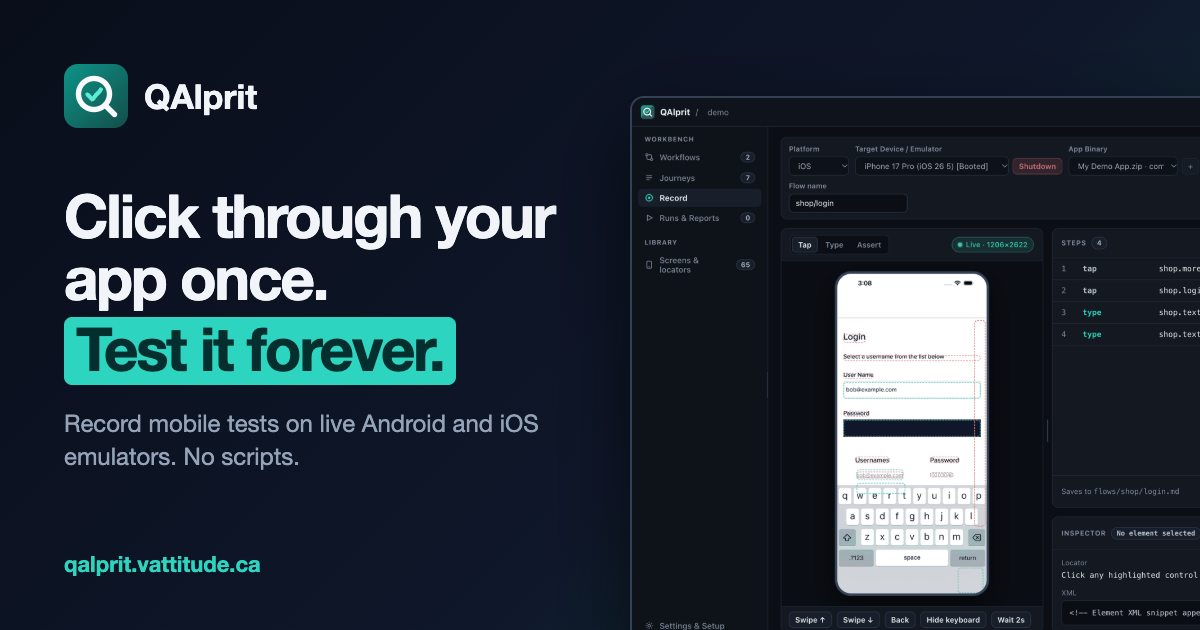 QAlprit
Click through your
app once.
Test it forever.
Record mobile tests on live Android and iOS
emulators. No scripts.
qalprit.vattitude.ca
QAlprit / demo
WORKBENCH
Workflows 2
Journeys 7
Record
Runs & Reports 0
LIBRARY
Screens &
locators 65
Settings & Setup
Platform Target Device / Emulator App Binary
iOS iPhone 17 Pro (iOS 26 5) [Booted] Shutdown My Demo App.zip · com +
Flow name
shop/login
Tap Type Assert Live · 1206×2622
3:08
Login
Select a username from the list below
User Name
bob@example.com
Password
Usernames Password
bob@example.com 10203040
q w e r t y u i o p
a s d f g h j k l
z x c v b n m
.?123 space return
Swipe ↑ Swipe ↓ Back Hide keyboard Wait 2s
STEPS 4
1 tap shop.more
2 tap shop.logi
3 type shop.text
4 type shop.text
Saves to flows/shop/login.md
INSPECTOR No element selected
Locator
Click any highlighted control
XML
<!-- Element XML snippet appe